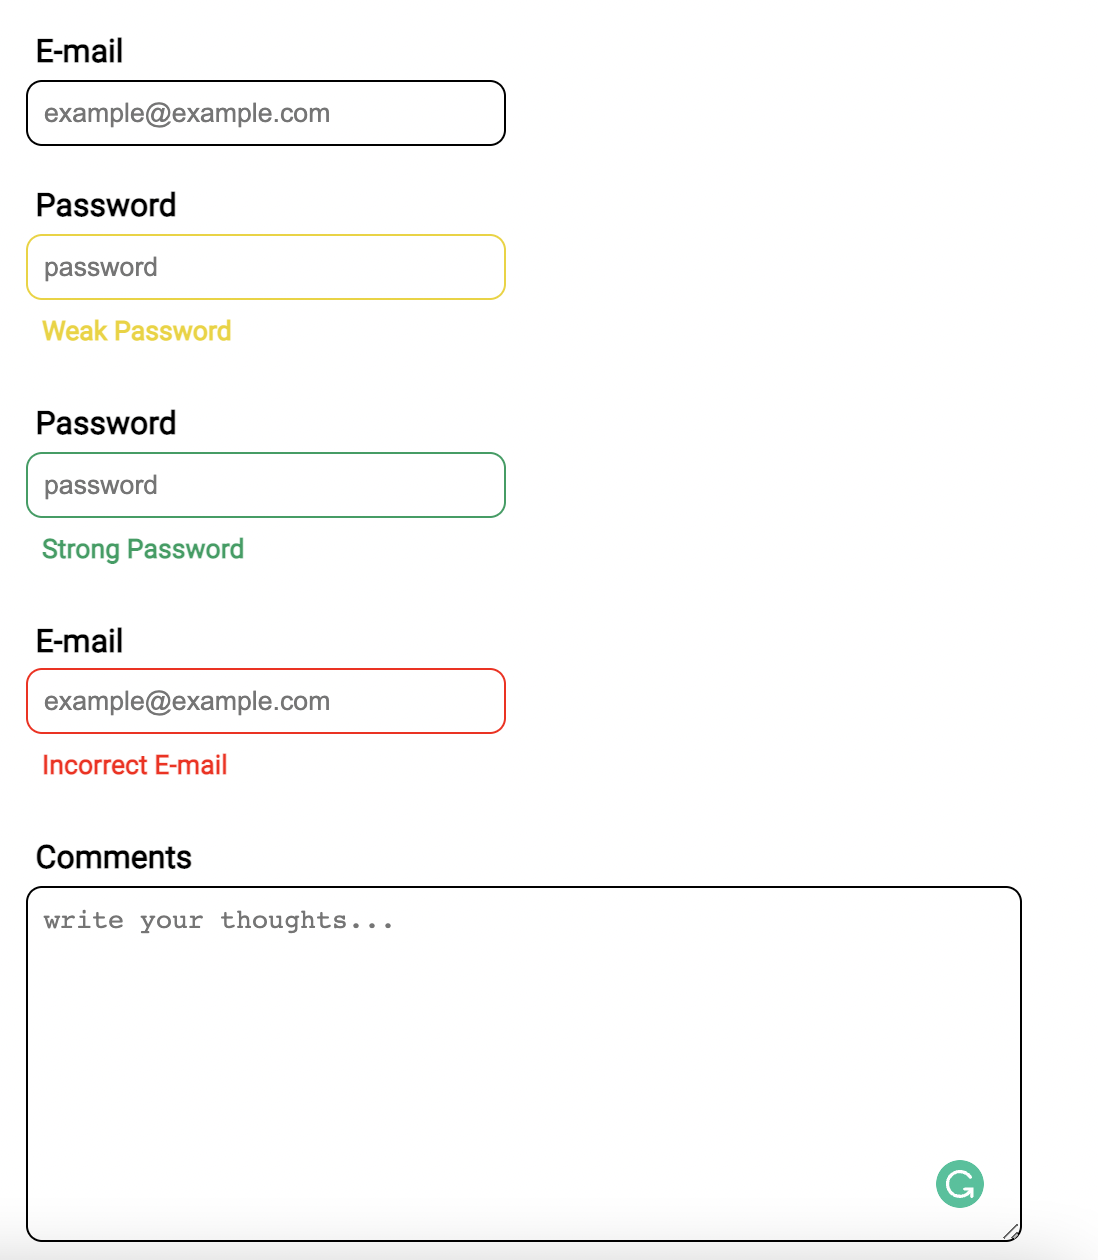 E-mail
example@example.com
Password
password
Weak Password
Password
password
Strong Password
E-mail
example@example.com
Incorrect E-mail
Comments
write your thoughts...